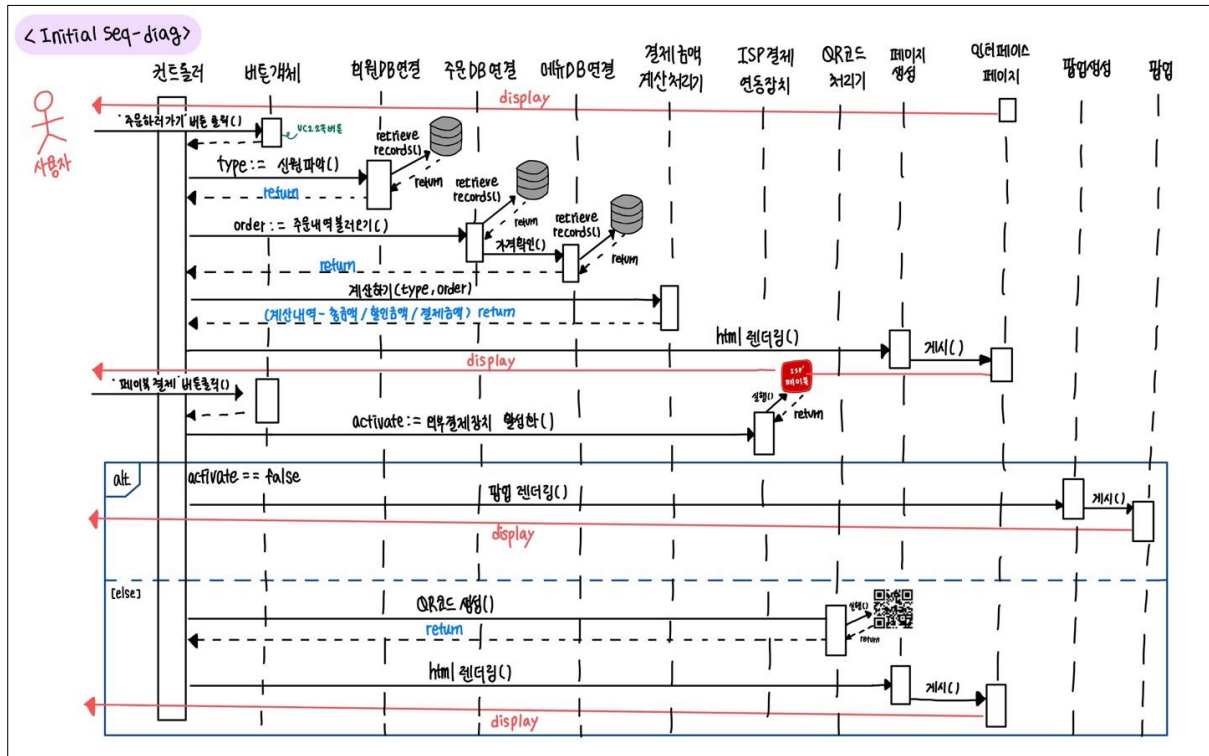 < Initial Seq-diag >
컨트롤러
버튼객체
회원DB연결
주문DB연결
메뉴DB연결
결제금액
계산처리기
ISP결제
연동장치
QR코드
처리기
페이지
생성
인터페이스
페이지
팝업생성
팝업
display
사용자
'주문하러가기' 버튼 클릭()
type := 신원파악()
retrieve
records()
return
return
retrieve
records()
return
order := 주문내역불러오기()
가격확인()
retrieve
records()
return
return
계산하기(type, order)
(계산내역 - 총금액 / 할인금액 / 결제금액) return
html 렌더링()
게시()
display
'페이북 결제' 버튼클릭()
ISP
페이북
실행()
return
activate := 외부결제장치 활성화()
alt
activate == false
팝업 렌더링()
게시()
display
[else]
QR코드 생성()
실행()
return
return
html 렌더링()
게시()
display